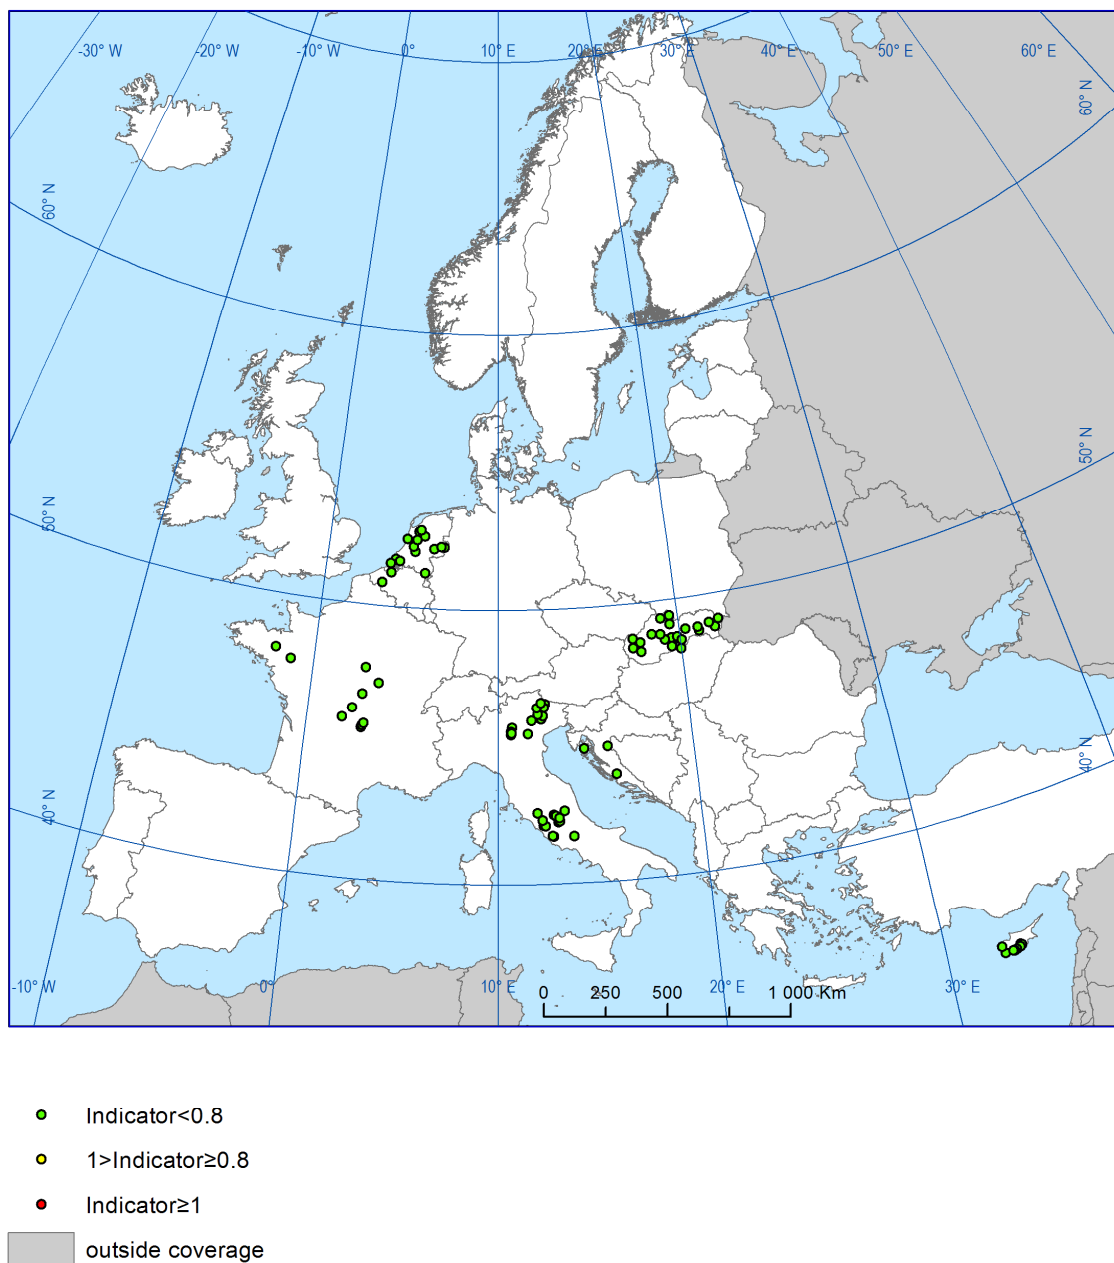 -30° W -20° W -10° W 0° 10° E 20° E 30° E 40° E 50° E 60° E
60° N
60° N
50° N
50° N
40° N
40° N
-10° W 0° 10° E 20° E 30° E
0 250 500 1 000 Km
Indicator<0.8
1>Indicator≥0.8
Indicator≥1
outside coverage